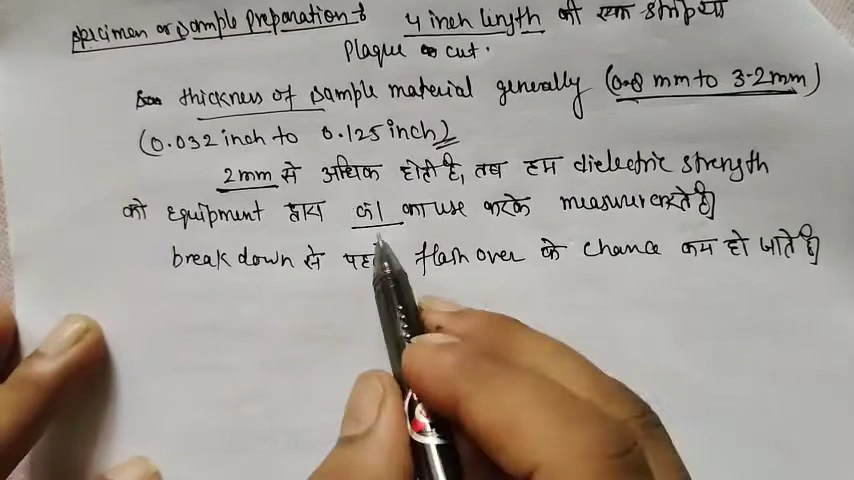 specimen or sample preparation:- 4 inch length की एक strip या
plaque cut.
thickness of sample material generally (0.8 mm to 3.2mm)
(0.032 inch to 0.125 inch)
2mm से अधिक होती है, तब हम dielectric strength
को equipment द्वारा का use करके measure करते है
break down से flash over के chance कम हो जाते है